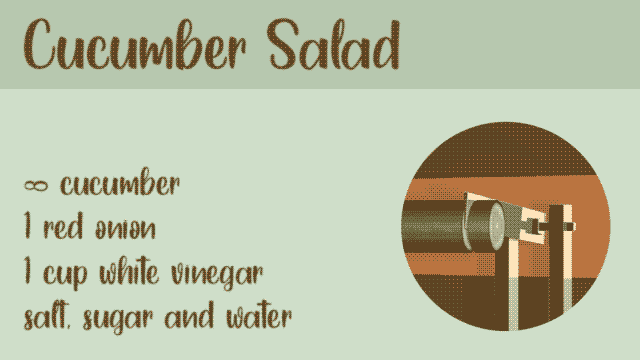 Cucumber Salad
∞ cucumber
1 red onion
1 cup white vinegar
salt, sugar and water